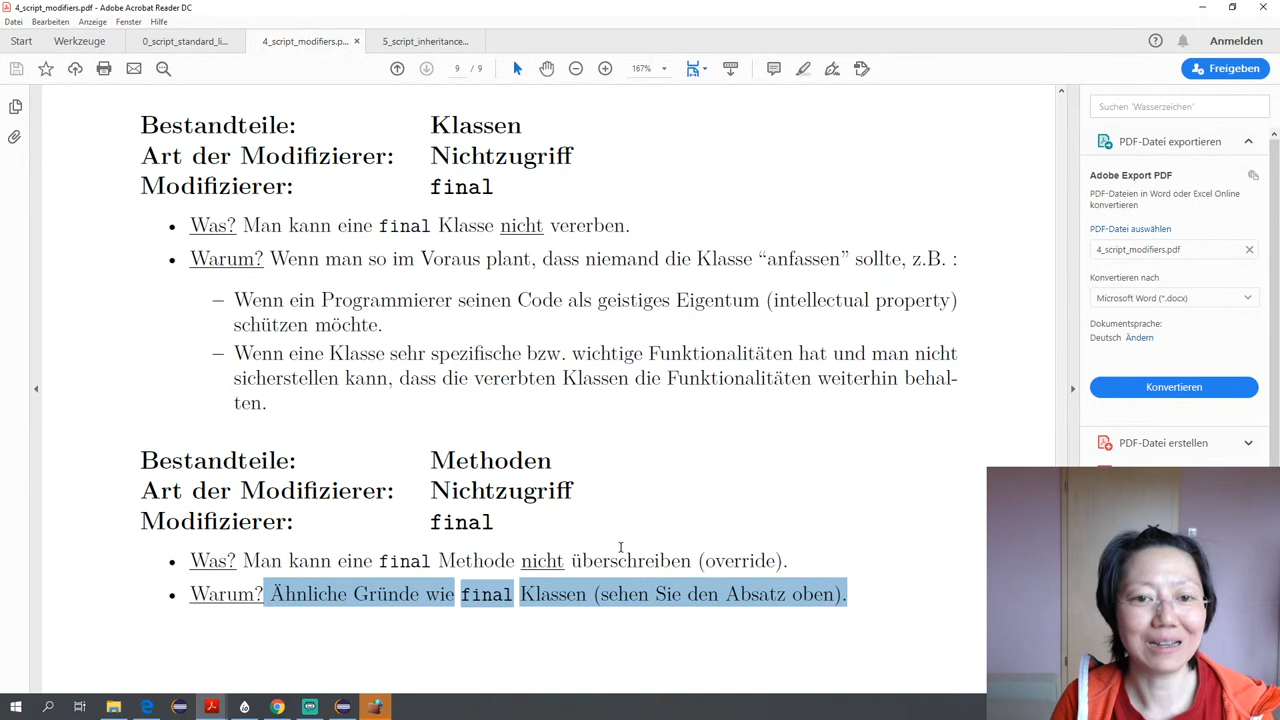 4_script_modifiers.pdf - Adobe Acrobat Reader DC
Datei Bearbeiten Anzeige Fenster Hilfe
Start Werkzeuge 0_script_standard_li... 4_script_modifiers.p... × 5_script_inheritance... Anmelden
9 / 9 167% Freigeben
Bestandteile: Klassen
Art der Modifizierer: Nichtzugriff
Modifizierer: final
• Was? Man kann eine final Klasse nicht vererben.
• Warum? Wenn man so im Voraus plant, dass niemand die Klasse “anfassen” sollte, z.B. :
– Wenn ein Programmierer seinen Code als geistiges Eigentum (intellectual property)
schützen möchte.
– Wenn eine Klasse sehr spezifische bzw. wichtige Funktionalitäten hat und man nicht
sicherstellen kann, dass die vererbten Klassen die Funktionalitäten weiterhin behal-
ten.
Bestandteile: Methoden
Art der Modifizierer: Nichtzugriff
Modifizierer: final
• Was? Man kann eine final Methode nicht überschreiben (override).
• Warum? Ähnliche Gründe wie final Klassen (sehen Sie den Absatz oben).
Suchen 'Wasserzeichen'
PDF-Datei exportieren
Adobe Export PDF
PDF-Dateien in Word oder Excel Online
konvertieren
PDF-Datei auswählen
4_script_modifiers.pdf
Konvertieren nach
Microsoft Word (*.docx)
Dokumentsprache:
Deutsch Ändern
Konvertieren
PDF-Datei erstellen